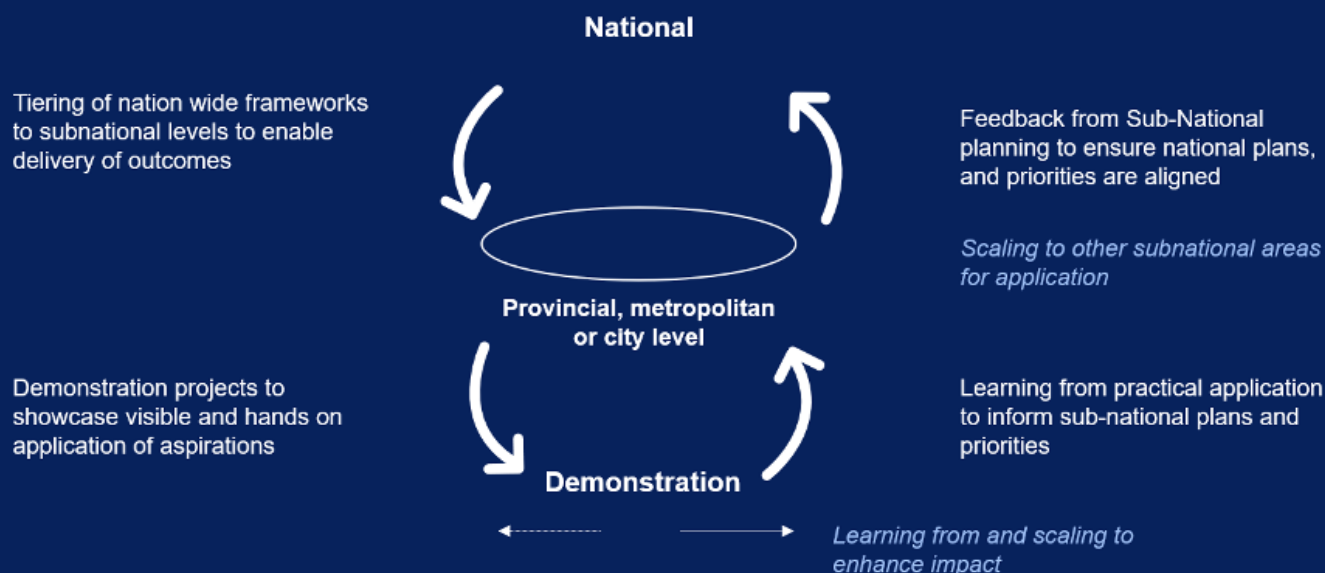 National
Tiering of nation wide frameworks
to subnational levels to enable
delivery of outcomes
Feedback from Sub-National
planning to ensure national plans,
and priorities are aligned
Scaling to other subnational areas
for application
Provincial, metropolitan
or city level
Demonstration projects to
showcase visible and hands on
application of aspirations
Learning from practical application
to inform sub-national plans and
priorities
Demonstration
Learning from and scaling to
enhance impact